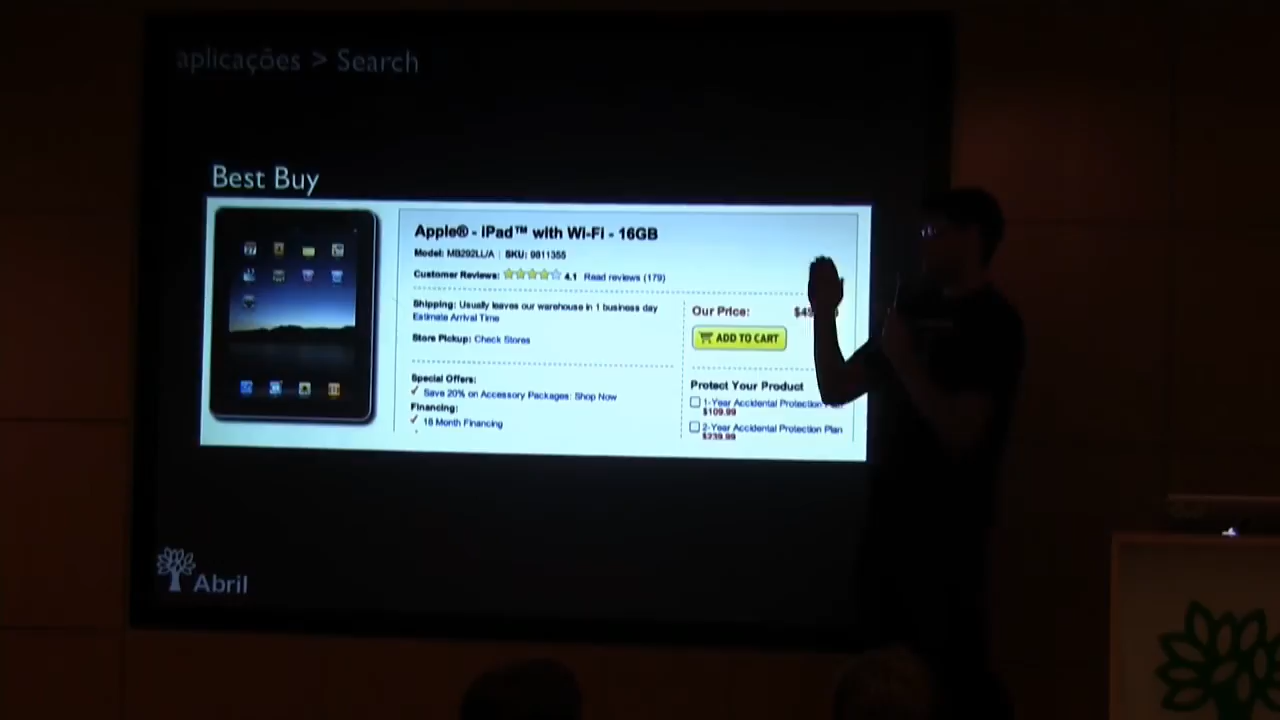 aplicações > Search
Best Buy
Apple® - iPad™ with Wi-Fi - 16GB
Model: MB292LL/A | SKU: 9811355
Customer Reviews: 4.1 Read reviews (179)
Shipping: Usually leaves our warehouse in 1 business day
Estimate Arrival Time
Store Pickup: Check Stores
Special Offers:
Save 20% on Accessory Packages: Shop Now
Financing:
18 Month Financing
Our Price:
ADD TO CART
Protect Your Product
1-Year Accidental Protection
$109.99
2-Year Accidental Protection Plan
$239.99
Abril